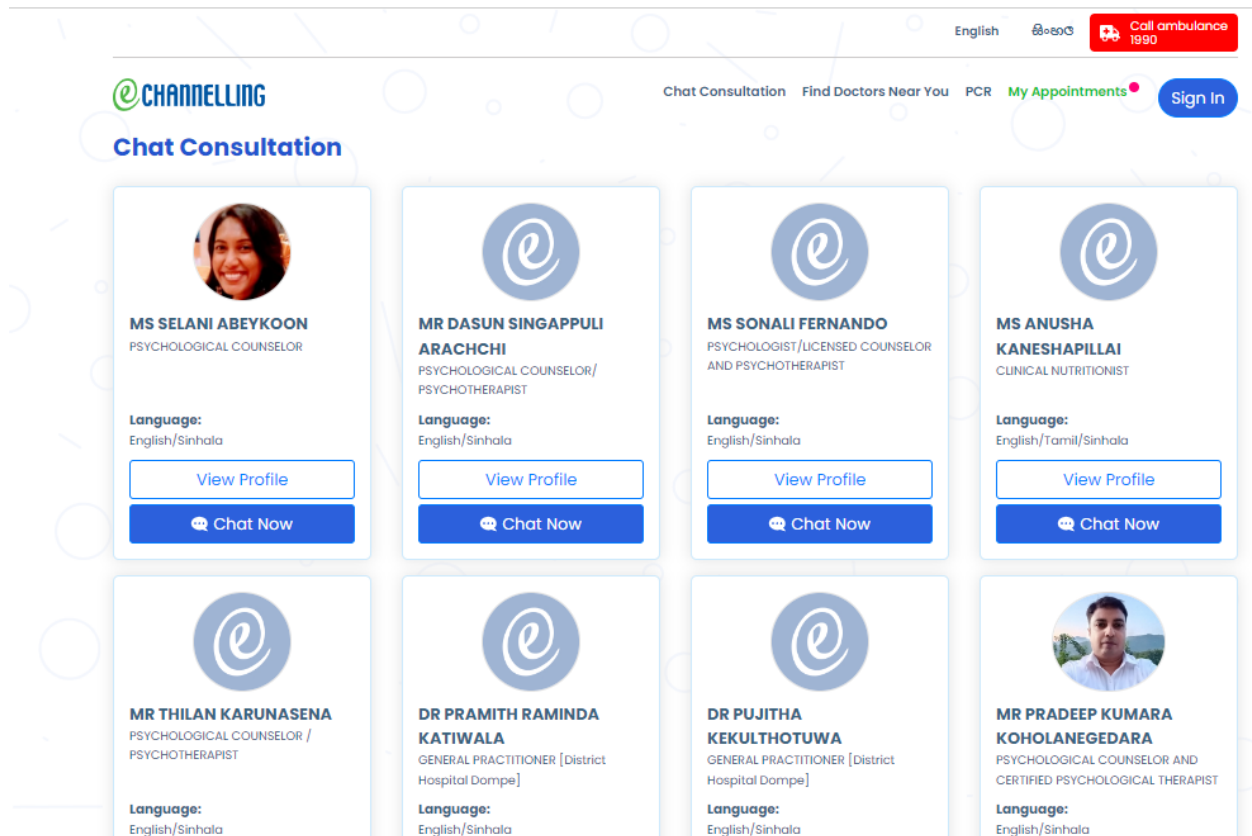 English සිංහල Call ambulance
1990
e CHANNELLING Chat Consultation Find Doctors Near You PCR My Appointments Sign In
Chat Consultation
MS SELANI ABEYKOON
PSYCHOLOGICAL COUNSELOR
Language:
English/Sinhala
View Profile
Chat Now
MR DASUN SINGAPPULI
ARACHCHI
PSYCHOLOGICAL COUNSELOR/
PSYCHOTHERAPIST
Language:
English/Sinhala
View Profile
Chat Now
MS SONALI FERNANDO
PSYCHOLOGIST/LICENSED COUNSELOR
AND PSYCHOTHERAPIST
Language:
English/Sinhala
View Profile
Chat Now
MS ANUSHA
KANESHAPILLAI
CLINICAL NUTRITIONIST
Language:
English/Tamil/Sinhala
View Profile
Chat Now
MR THILAN KARUNASENA
PSYCHOLOGICAL COUNSELOR /
PSYCHOTHERAPIST
Language:
English/Sinhala
DR PRAMITH RAMINDA
KATIWALA
GENERAL PRACTITIONER [District
Hospital Dompe]
Language:
English/Sinhala
DR PUJITHA
KEKULTHOTUWA
GENERAL PRACTITIONER [District
Hospital Dompe]
Language:
English/Sinhala
MR PRADEEP KUMARA
KOHOLANEGEDARA
PSYCHOLOGICAL COUNSELOR AND
CERTIFIED PSYCHOLOGICAL THERAPIST
Language:
English/Sinhala